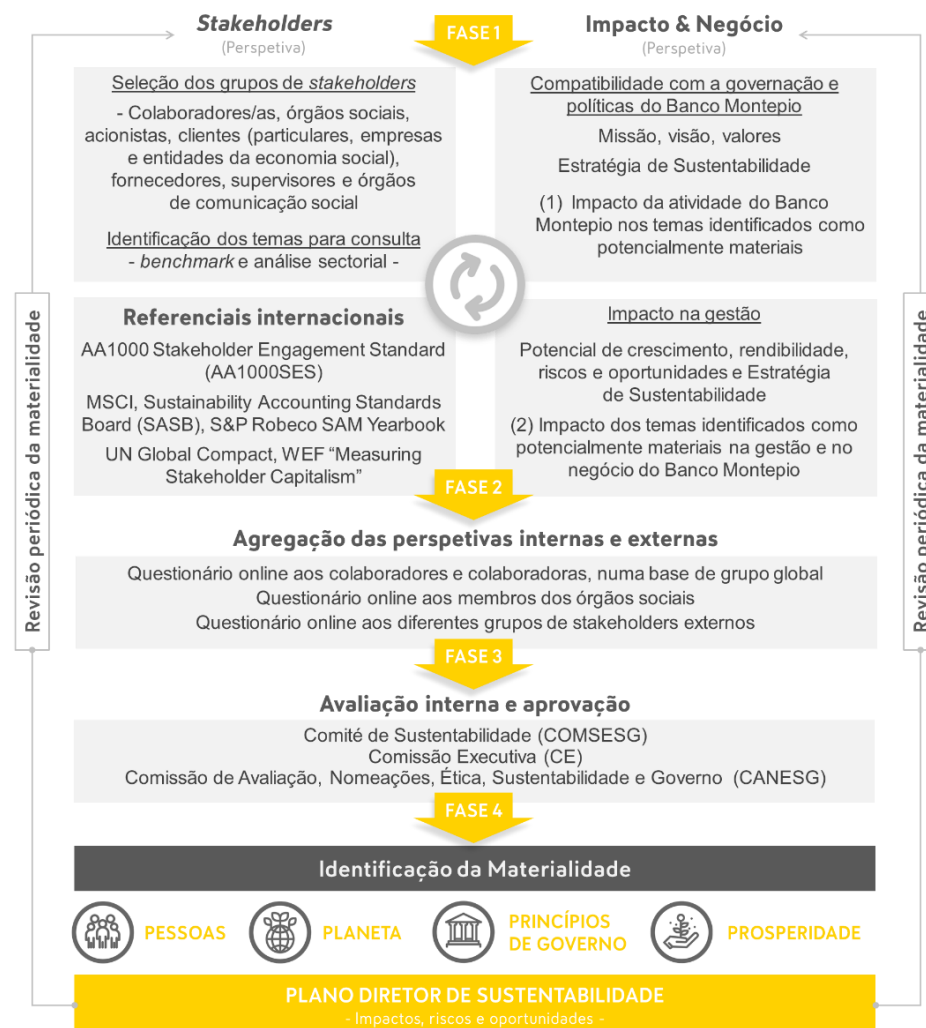 Stakeholders
(Perspetiva)
FASE 1
Impacto & Negócio
(Perspetiva)
Seleção dos grupos de stakeholders
- Colaboradores/as, órgãos sociais,
acionistas, clientes (particulares, empresas
e entidades da economia social),
fornecedores, supervisores e órgãos
de comunicação social
Identificação dos temas para consulta
- benchmark e análise sectorial -
Compatibilidade com a governação e
políticas do Banco Montepio
Missão, visão, valores
Estratégia de Sustentabilidade
(1) Impacto da atividade do Banco
Montepio nos temas identificados como
potencialmente materiais
Referenciais internacionais
AA1000 Stakeholder Engagement Standard
(AA1000SES)
MSCI, Sustainability Accounting Standards
Board (SASB), S&P Robeco SAM Yearbook
UN Global Compact, WEF “Measuring
Stakeholder Capitalism”
Impacto na gestão
Potencial de crescimento, rendibilidade,
riscos e oportunidades e Estratégia
de Sustentabilidade
(2) Impacto dos temas identificados como
potencialmente materiais na gestão e no
negócio do Banco Montepio
Revisão periódica da materialidade
Revisão periódica da materialidade
FASE 2
Agregação das perspetivas internas e externas
Questionário online aos colaboradores e colaboradoras, numa base de grupo global
Questionário online aos membros dos órgãos sociais
Questionário online aos diferentes grupos de stakeholders externos
FASE 3
Avaliação interna e aprovação
Comité de Sustentabilidade (COMSESG)
Comissão Executiva (CE)
Comissão de Avaliação, Nomeações, Ética, Sustentabilidade e Governo (CANESG)
FASE 4
Identificação da Materialidade
PESSOAS
PLANETA
PRINCÍPIOS
DE GOVERNO
PROSPERIDADE
PLANO DIRETOR DE SUSTENTABILIDADE
- Impactos, riscos e oportunidades -